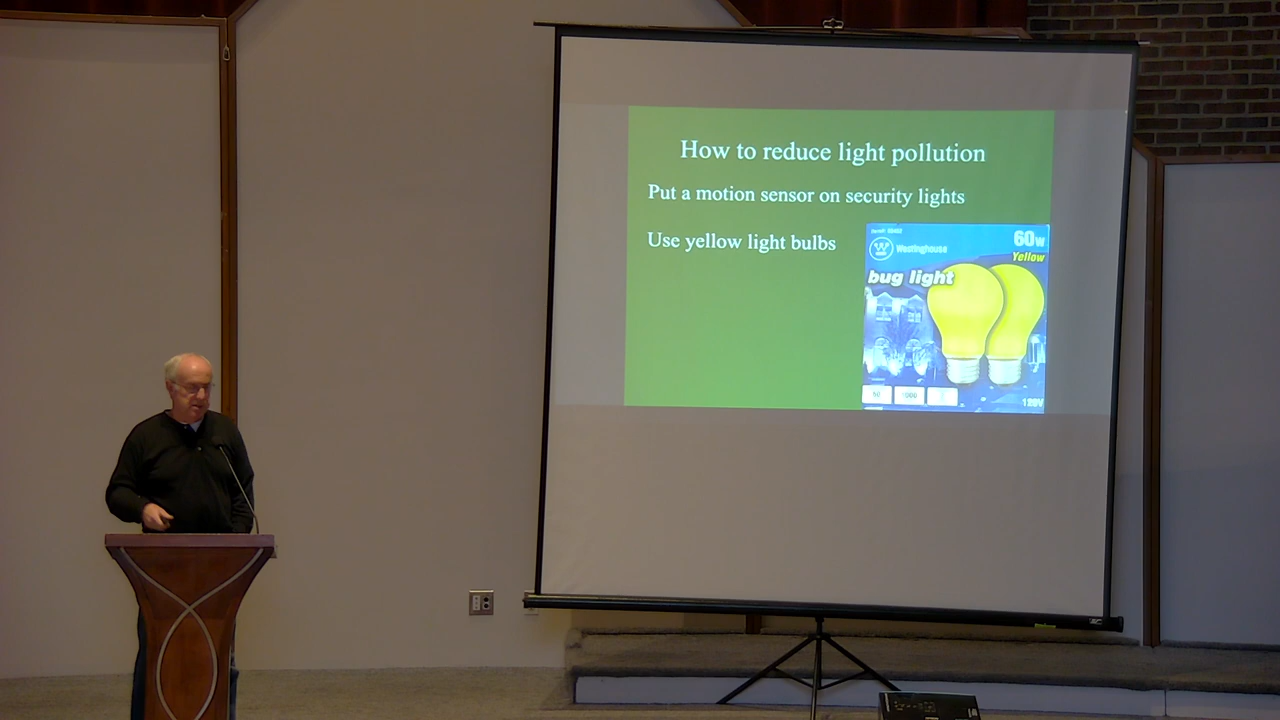 How to reduce light pollution
Put a motion sensor on security lights
Use yellow light bulbs
60w
Westinghouse
Yellow
bug light
120V